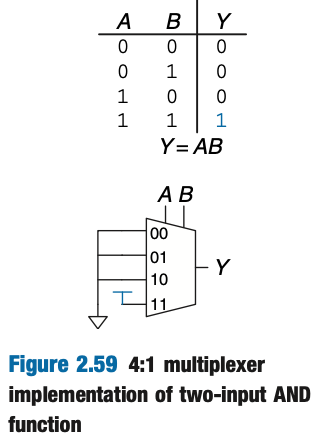 A B Y
0 0 0
0 1 0
1 0 0
1 1 1
Y = AB
A B
00
01
10
11
Y
Figure 2.59 4:1 multiplexer
implementation of two-input AND
function